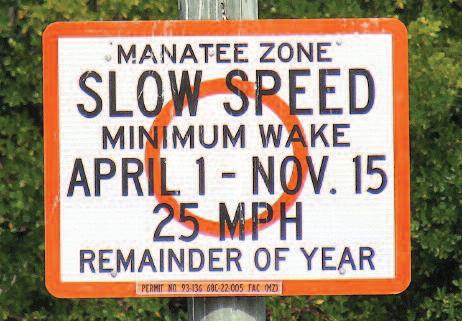 MANATEE ZONE
SLOW SPEED
MINIMUM WAKE
APRIL 1 - NOV. 15
25 MPH
REMAINDER OF YEAR
PERMIT NO 93-136 68C-22-005 FAC (MZ)